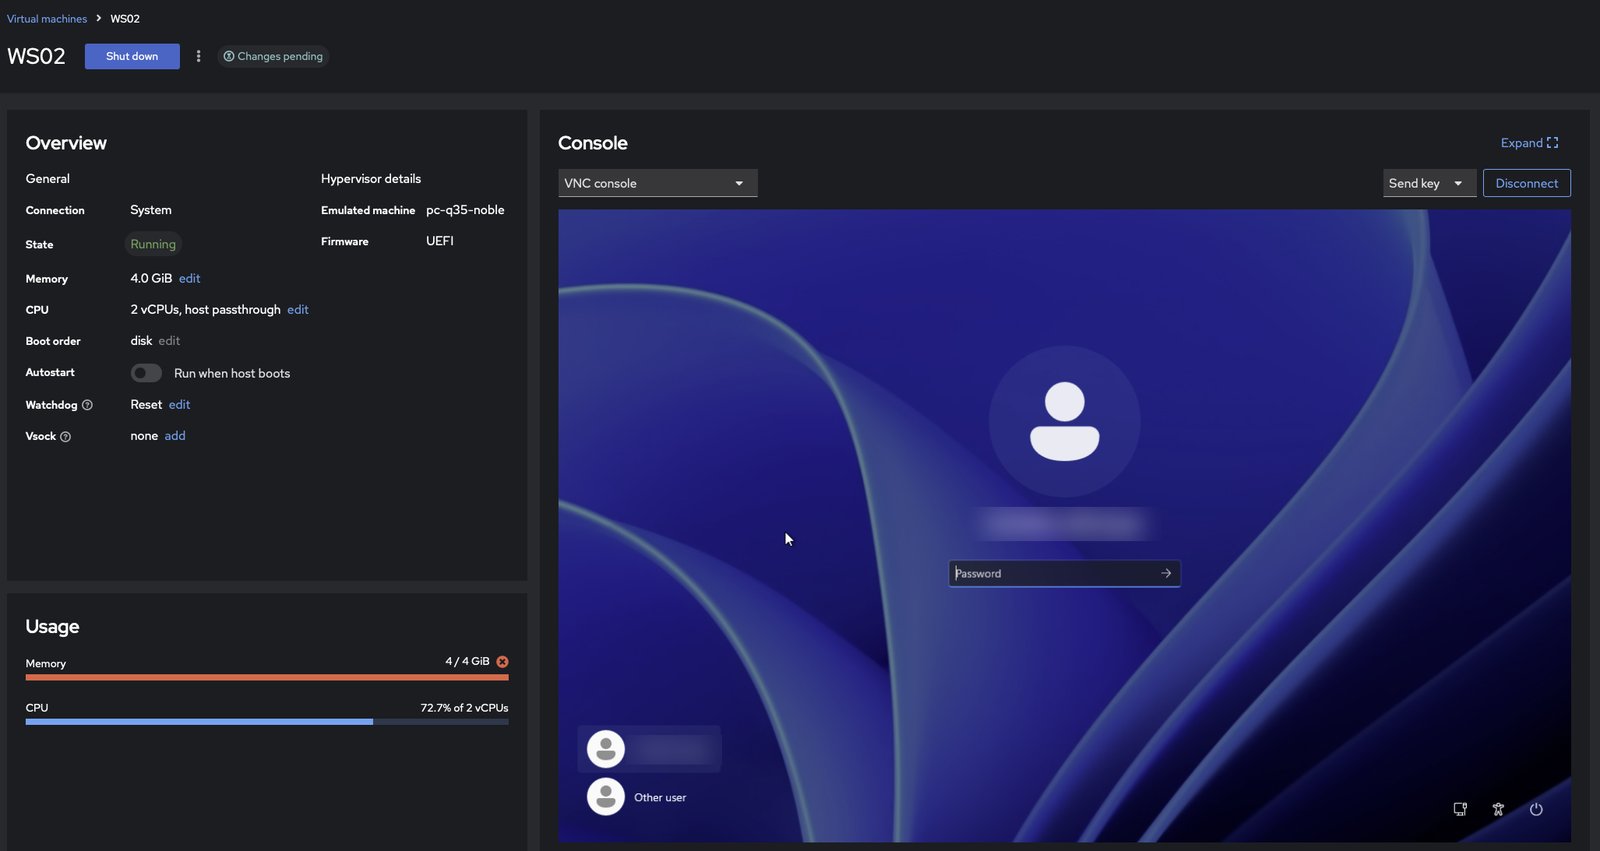 Virtual machines > WS02
WS02 Shut down Changes pending
Overview
General
Connection System
State Running
Memory 4.0 GiB edit
CPU 2 vCPUs, host passthrough edit
Boot order disk edit
Autostart Run when host boots
Watchdog Reset edit
Vsock none add
Hypervisor details
Emulated machine pc-q35-noble
Firmware UEFI
Usage
Memory 4 / 4 GiB
CPU 72.7% of 2 vCPUs
Console
Expand
VNC console
Send key
Disconnect
Password
Other user